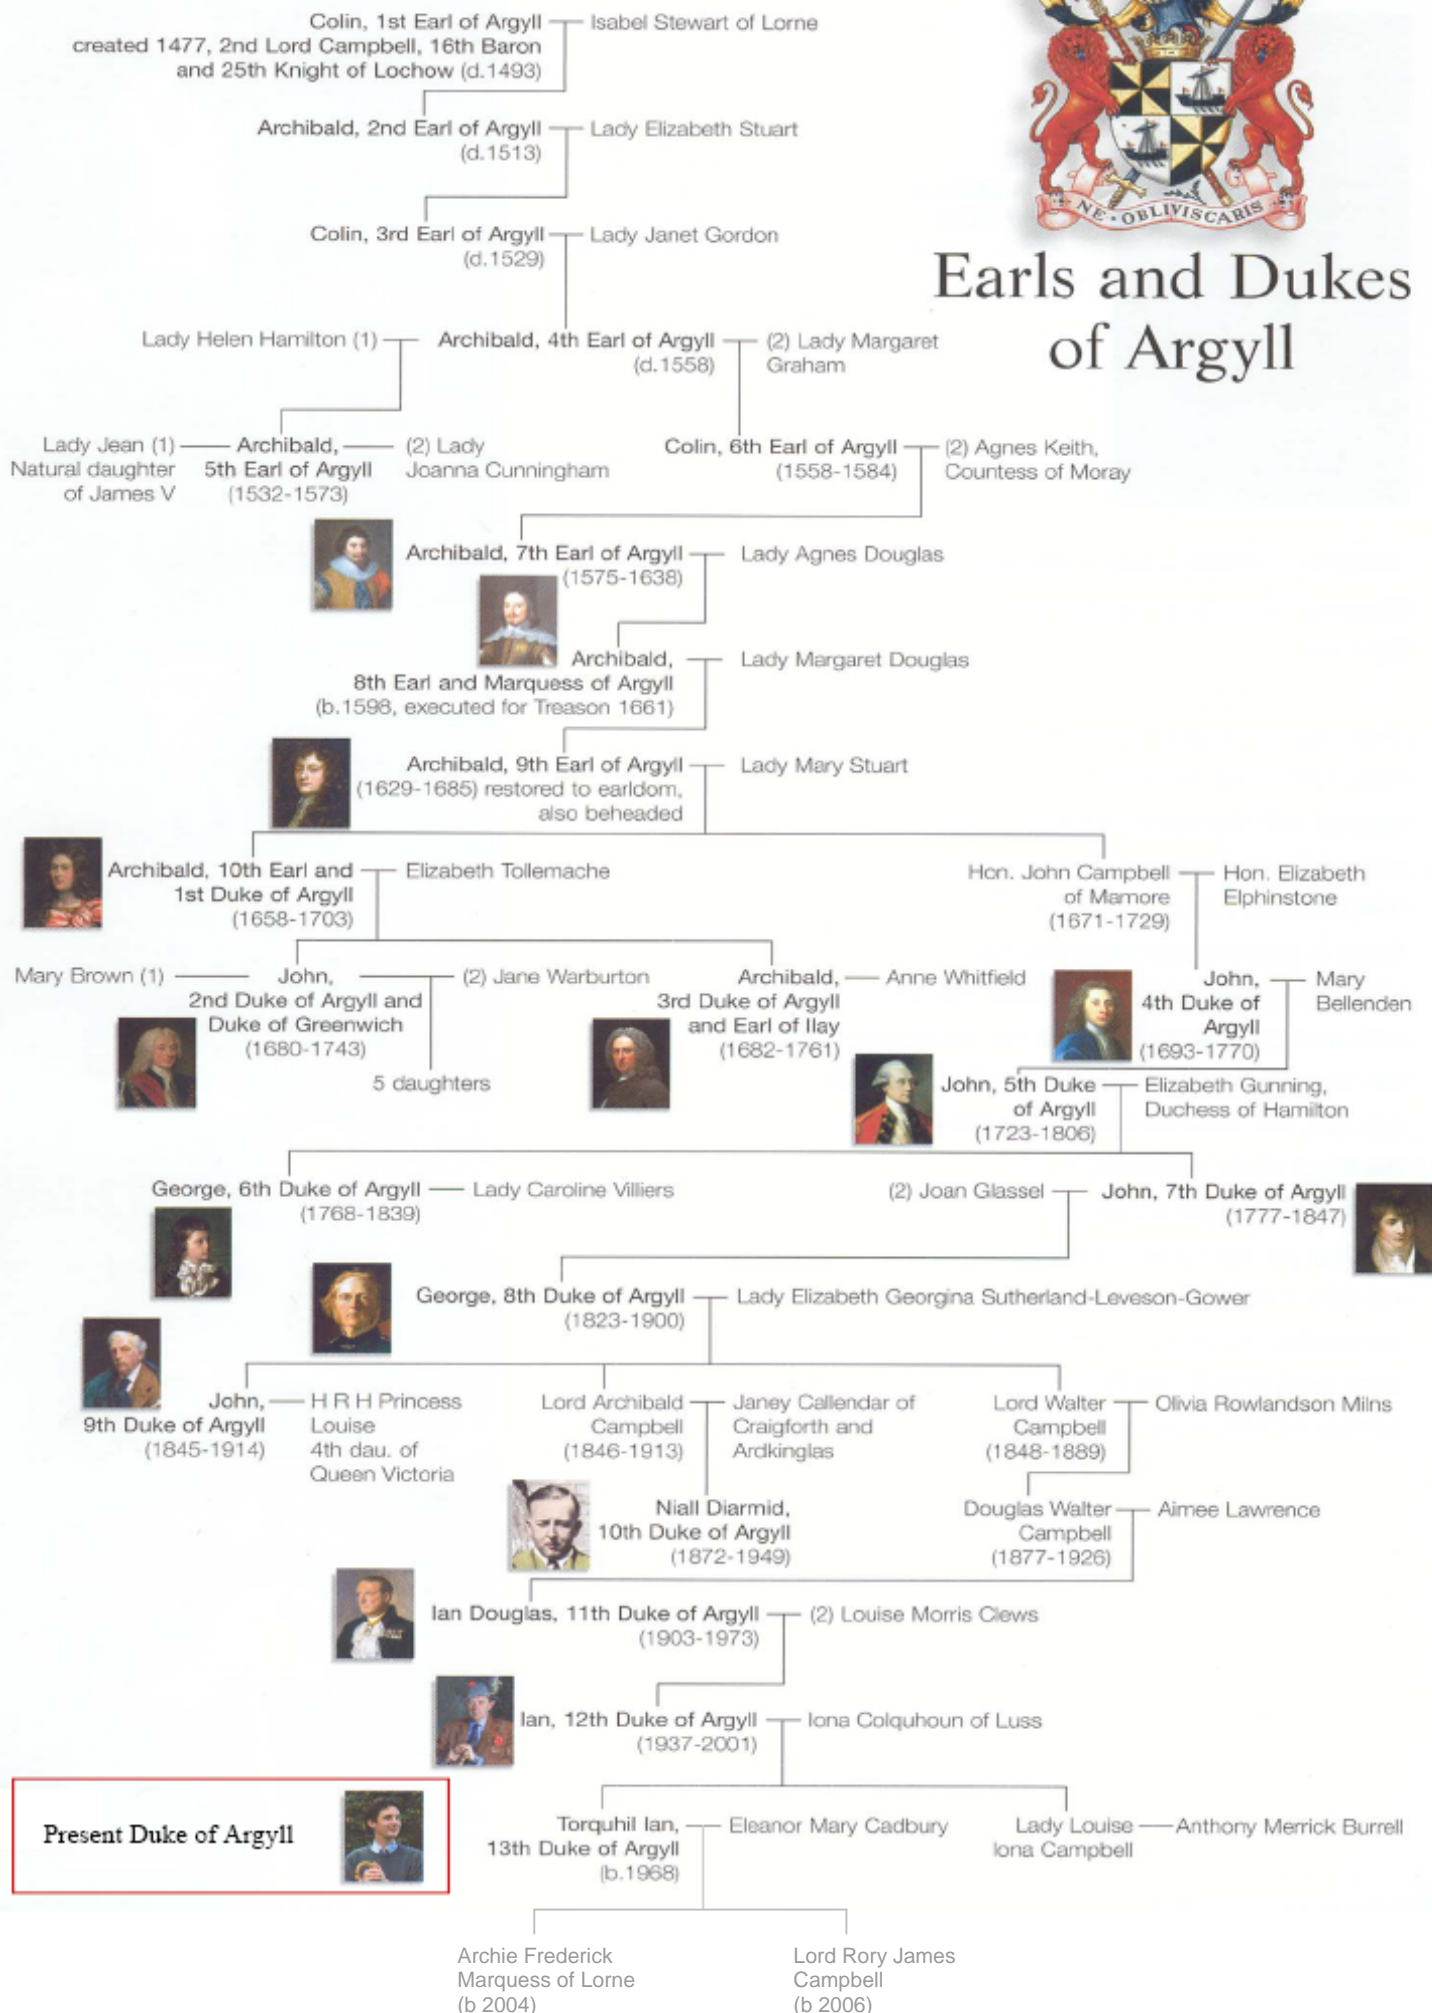 Colin, 1st Earl of Argyll
created 1477, 2nd Lord Campbell, 16th Baron
and 25th Knight of Lochow (d.1493)
Isabel Stewart of Lorne
NE • OBLIVISCARIS
Earls and Dukes
of Argyll
Archibald, 2nd Earl of Argyll
(d.1513)
Lady Elizabeth Stuart
Colin, 3rd Earl of Argyll
(d.1529)
Lady Janet Gordon
Lady Helen Hamilton (1)
Archibald, 4th Earl of Argyll
(d.1558)
(2) Lady Margaret
Graham
Lady Jean (1)
Natural daughter
of James V
Archibald,
5th Earl of Argyll
(1532-1573)
(2) Lady
Joanna Cunningham
Colin, 6th Earl of Argyll
(1558-1584)
(2) Agnes Keith,
Countess of Moray
Archibald, 7th Earl of Argyll
(1575-1638)
Lady Agnes Douglas
Archibald,
8th Earl and Marquess of Argyll
(b.1598, executed for Treason 1661)
Lady Margaret Douglas
Archibald, 9th Earl of Argyll
(1629-1685) restored to earldom,
also beheaded
Lady Mary Stuart
Archibald, 10th Earl and
1st Duke of Argyll
(1658-1703)
Elizabeth Tollemache
Hon. John Campbell
of Mamore
(1671-1729)
Hon. Elizabeth
Elphinstone
Mary Brown (1)
John,
2nd Duke of Argyll and
Duke of Greenwich
(1680-1743)
(2) Jane Warburton
5 daughters
Archibald,
3rd Duke of Argyll
and Earl of Ilay
(1682-1761)
Anne Whitfield
John,
4th Duke of
Argyll
(1693-1770)
Mary
Bellenden
John, 5th Duke
of Argyll
(1723-1806)
Elizabeth Gunning,
Duchess of Hamilton
George, 6th Duke of Argyll
(1768-1839)
Lady Caroline Villiers
(2) Joan Glassel
John, 7th Duke of Argyll
(1777-1847)
George, 8th Duke of Argyll
(1823-1900)
Lady Elizabeth Georgina Sutherland-Leveson-Gower
John,
9th Duke of Argyll
(1845-1914)
H R H Princess
Louise
4th dau. of
Queen Victoria
Lord Archibald
Campbell
(1846-1913)
Janey Callendar of
Craigforth and
Ardkinglas
Lord Walter
Campbell
(1848-1889)
Olivia Rowlandson Milns
Niall Diarmid,
10th Duke of Argyll
(1872-1949)
Douglas Walter
Campbell
(1877-1926)
Aimee Lawrence
Ian Douglas, 11th Duke of Argyll
(1903-1973)
(2) Louise Morris Clews
Ian, 12th Duke of Argyll
(1937-2001)
Iona Colquhoun of Luss
Present Duke of Argyll
Torquhil Ian,
13th Duke of Argyll
(b.1968)
Eleanor Mary Cadbury
Lady Louise
Iona Campbell
Anthony Merrick Burrell
Archie Frederick
Marquess of Lorne
(b 2004)
Lord Rory James
Campbell
(b 2006)